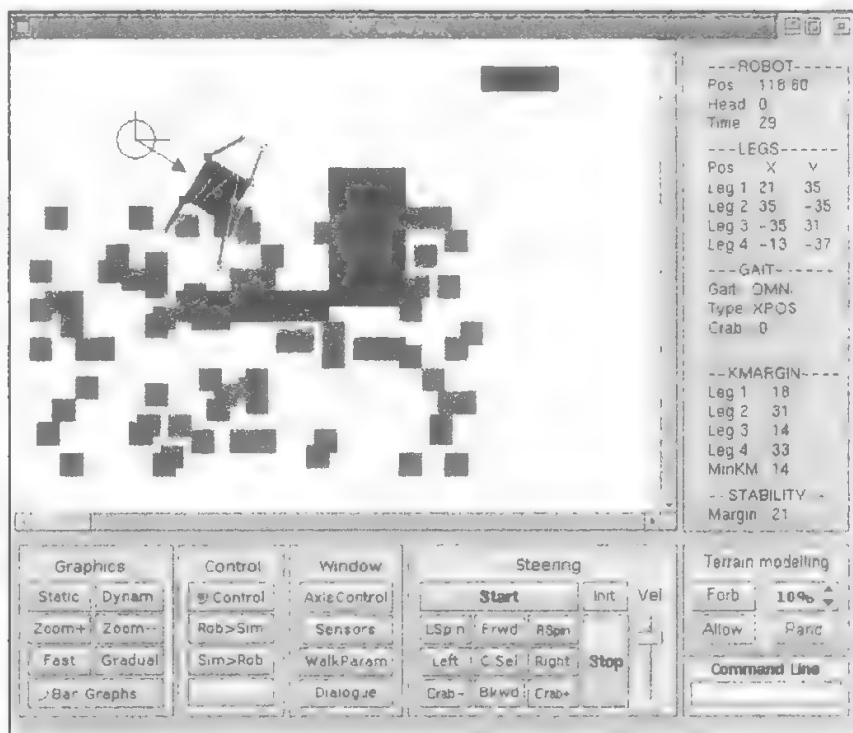 ---ROBOT-----
Pos 118 60
Head 0
Time 29
----LEGS------
Pos X Y
Leg 1 21 35
Leg 2 35 -35
Leg 3 -35 31
Leg 4 -13 -37
----GAIT------
Gait OMNI
Type XPOS
Crab 0
--KMARGIN-----
Leg 1 18
Leg 2 31
Leg 3 14
Leg 4 33
MinKM 14
-- STABILITY --
Margin 21
Graphics
Static Dynam
Zoom+ Zoom-
Fast Gradual
Bar Graphs
Control
Control
Rob>Sim
Sim>Rob
Window
AxisControl
Sensors
WalkParam
Dialogue
Steering
Start Init Vel
LSpin Frwd RSpin
Left C.Sel Right Stop
Crab- Bkwd Crab+
Terrain modelling
Forb 10%
Allow Rand
Command Line